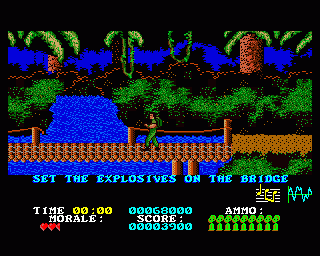 SET THE EXPLOSIVES ON THE BRIDGE
TIME 00:00 00068000 AMMO:
MORALE: SCORE:
00003900